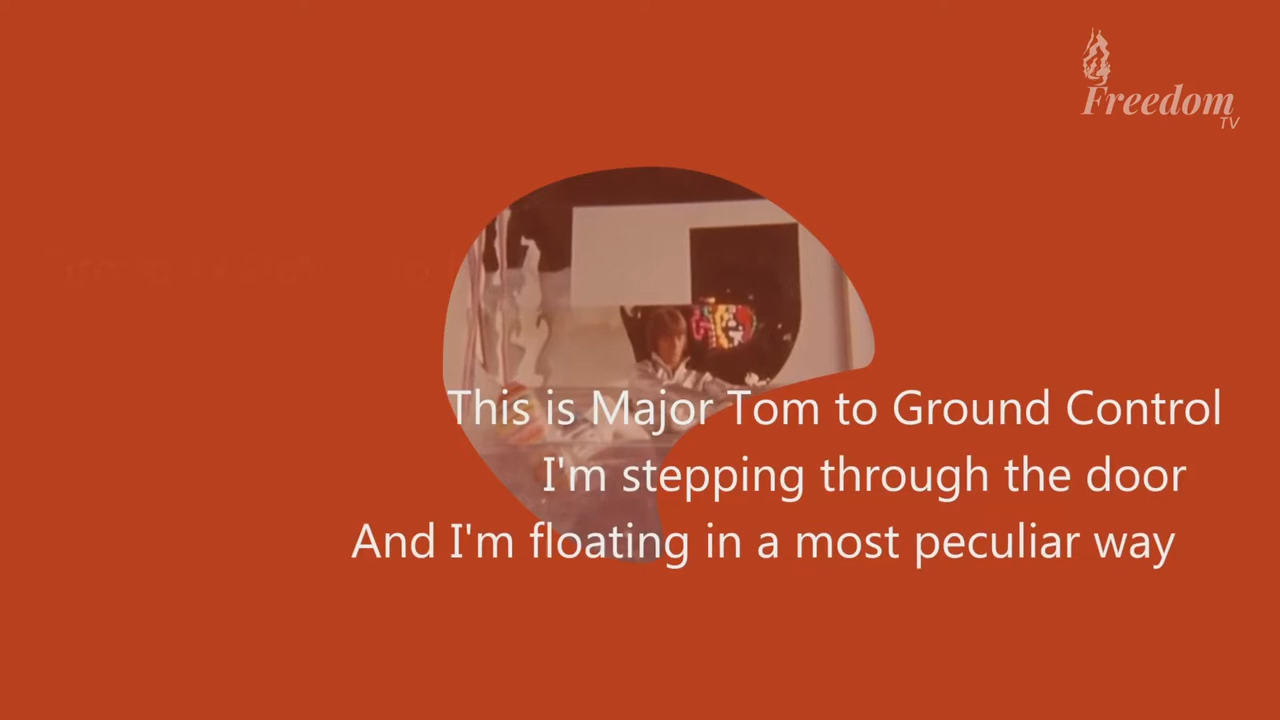 Freedom
TV
This is Major Tom to Ground Control
I'm stepping through the door
And I'm floating in a most peculiar way